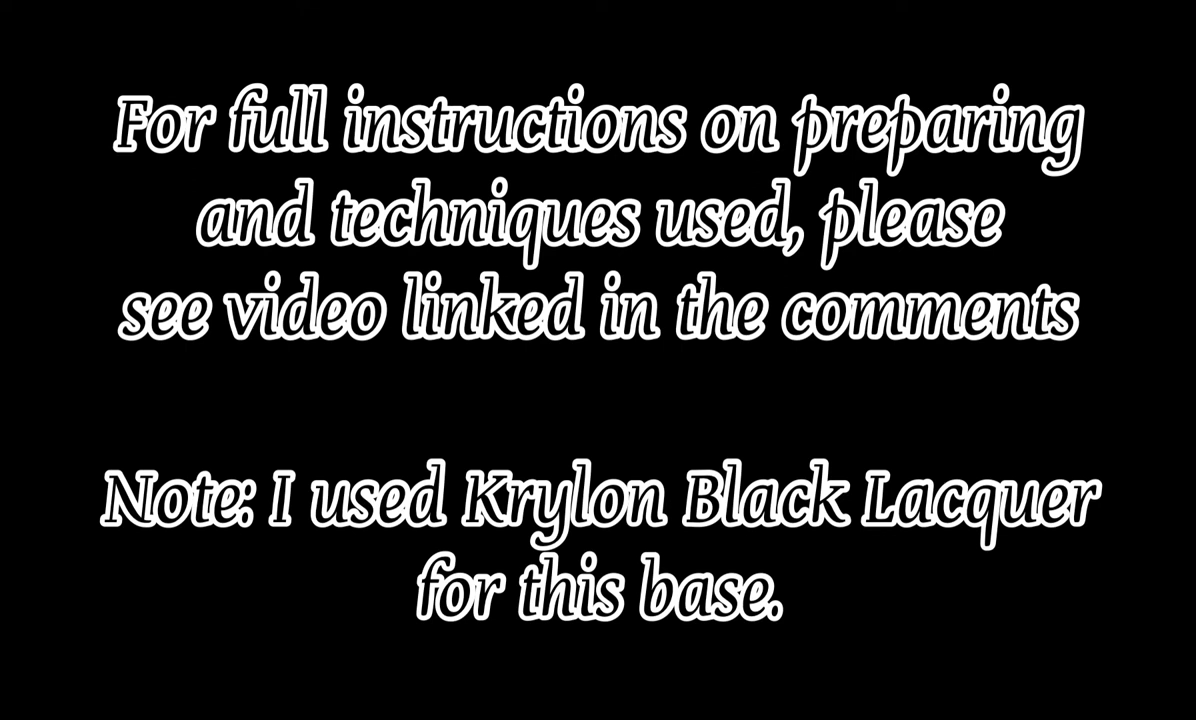 For full instructions on preparing
and techniques used, please
see video linked in the comments
Note: I used Krylon Black Lacquer
for this base.